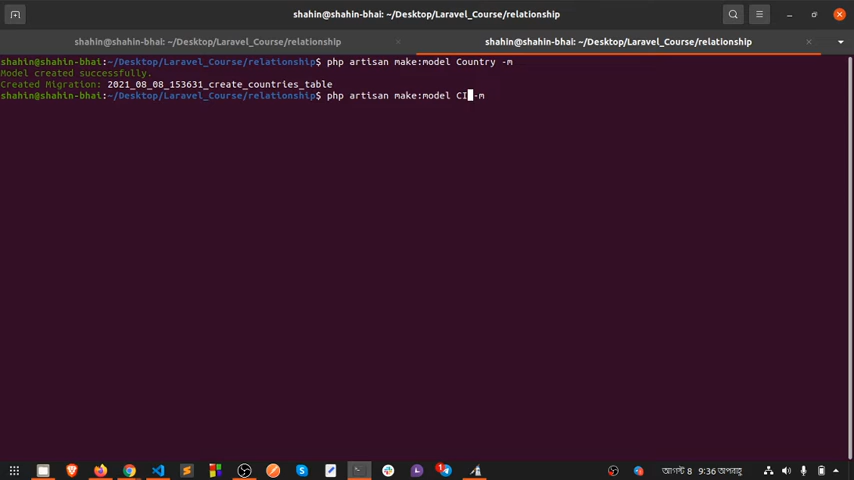 shahin@shahin-bhai: ~/Desktop/Laravel_Course/relationship
shahin@shahin-bhai: ~/Desktop/Laravel_Course/relationship
shahin@shahin-bhai: ~/Desktop/Laravel_Course/relationship
shahin@shahin-bhai:~/Desktop/Laravel_Course/relationship$ php artisan make:model Country -m
Model created successfully.
Created Migration: 2021_08_08_153631_create_countries_table
shahin@shahin-bhai:~/Desktop/Laravel_Course/relationship$ php artisan make:model CI -m
আগস্ট 8 9:36 অপরাহ্ণ